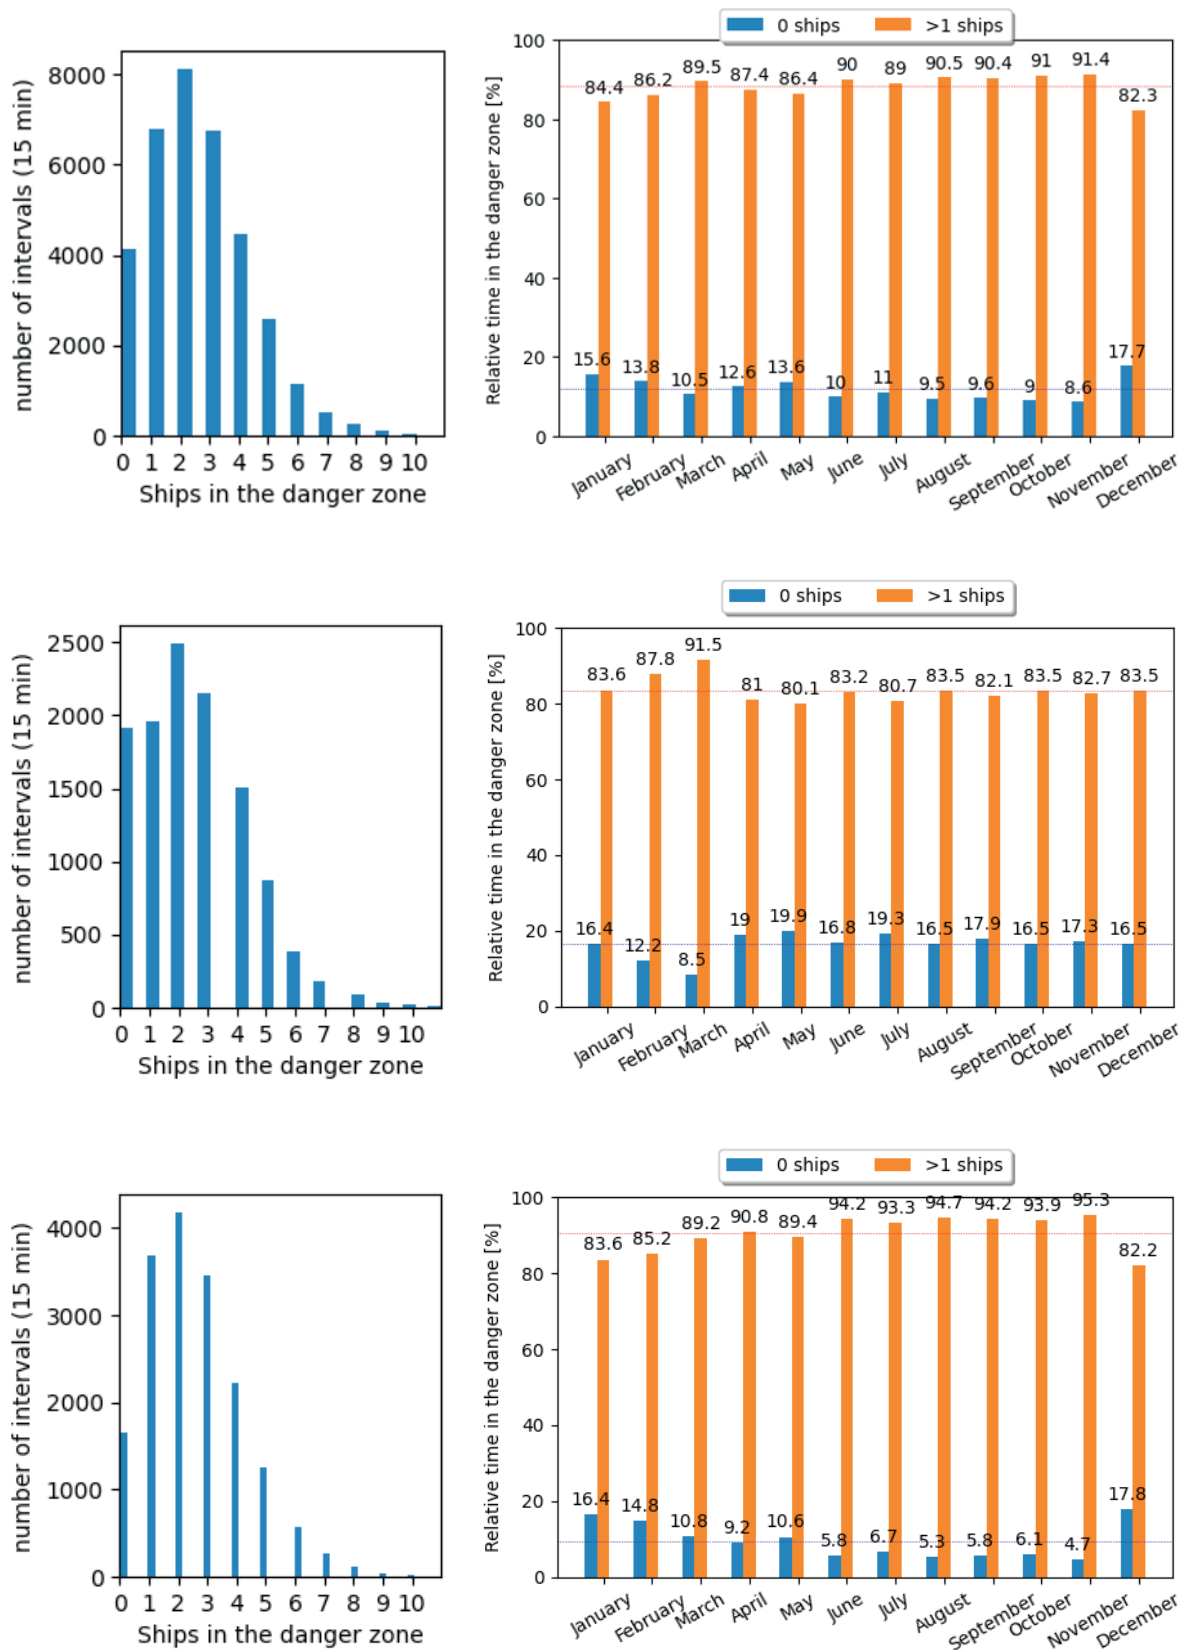 number of intervals (15 min)
8000
6000
4000
2000
0
0 1 2 3 4 5 6 7 8 9 10
Ships in the danger zone
0 ships >1 ships
Relative time in the danger zone [%]
100
80
60
40
20
0
84.4 86.2 89.5 87.4 86.4 90 89 90.5 90.4 91 91.4 82.3
15.6 13.8 10.5 12.6 13.6 10 11 9.5 9.6 9 8.6 17.7
January February March April May June July August September October November December
number of intervals (15 min)
2500
2000
1500
1000
500
0
0 1 2 3 4 5 6 7 8 9 10
Ships in the danger zone
0 ships >1 ships
Relative time in the danger zone [%]
100
80
60
40
20
0
83.6 87.8 91.5 81 80.1 83.2 80.7 83.5 82.1 83.5 82.7 83.5
16.4 12.2 8.5 19 19.9 16.8 19.3 16.5 17.9 16.5 17.3 16.5
January February March April May June July August September October November December
number of intervals (15 min)
4000
3000
2000
1000
0
0 1 2 3 4 5 6 7 8 9 10
Ships in the danger zone
0 ships >1 ships
Relative time in the danger zone [%]
100
80
60
40
20
0
83.6 85.2 89.2 90.8 89.4 94.2 93.3 94.7 94.2 93.9 95.3 82.2
16.4 14.8 10.8 9.2 10.6 5.8 6.7 5.3 5.8 6.1 4.7 17.8
January February March April May June July August September October November December